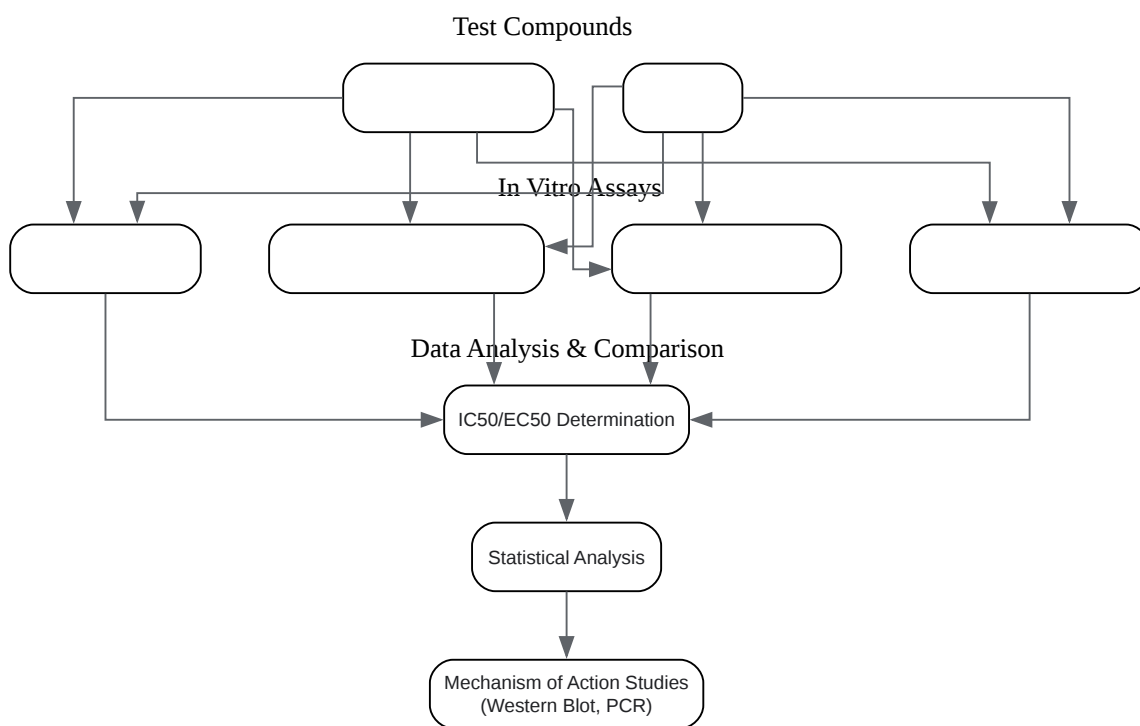 Test Compounds
In Vitro Assays
Data Analysis & Comparison
IC50/EC50 Determination
Statistical Analysis
Mechanism of Action Studies
(Western Blot, PCR)